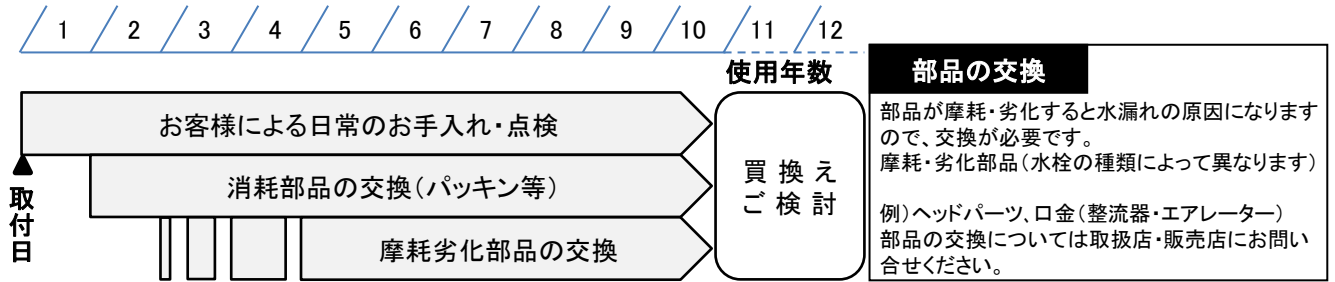 1 2 3 4 5 6 7 8 9 10 11 12
使用年数
お客様による日常のお手入れ・点検
消耗部品の交換（パッキン等）
摩耗劣化部品の交換
▲
取付日
買換え
ご検討
部品の交換
部品が摩耗・劣化すると水漏れの原因になります
ので、交換が必要です。
摩耗・劣化部品（水栓の種類によって異なります）
例）ヘッドパーツ、口金（整流器・エアレーター）
部品の交換については取扱店・販売店にお問い
合せください。